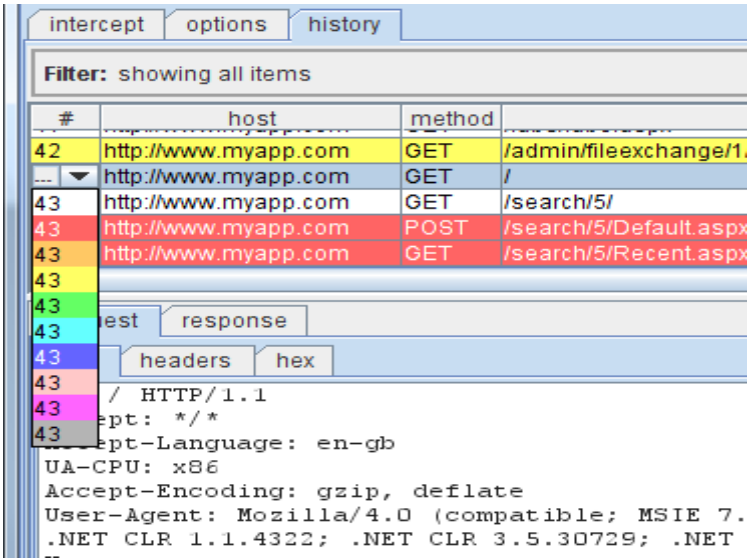 intercept options history
Filter: showing all items
# host method
42 http://www.myapp.com GET /admin/fileexchange/1
... http://www.myapp.com GET /
43 http://www.myapp.com GET /search/5/
43 http://www.myapp.com POST /search/5/Default.aspx
43 http://www.myapp.com GET /search/5/Recent.aspx
43
43
43 response
43 headers hex
43 / HTTP/1.1
43 */*
43 Accept-Language: en-gb
UA-CPU: x86
Accept-Encoding: gzip, deflate
User-Agent: Mozilla/4.0 (compatible; MSIE 7.
.NET CLR 1.1.4322; .NET CLR 3.5.30729; .NET